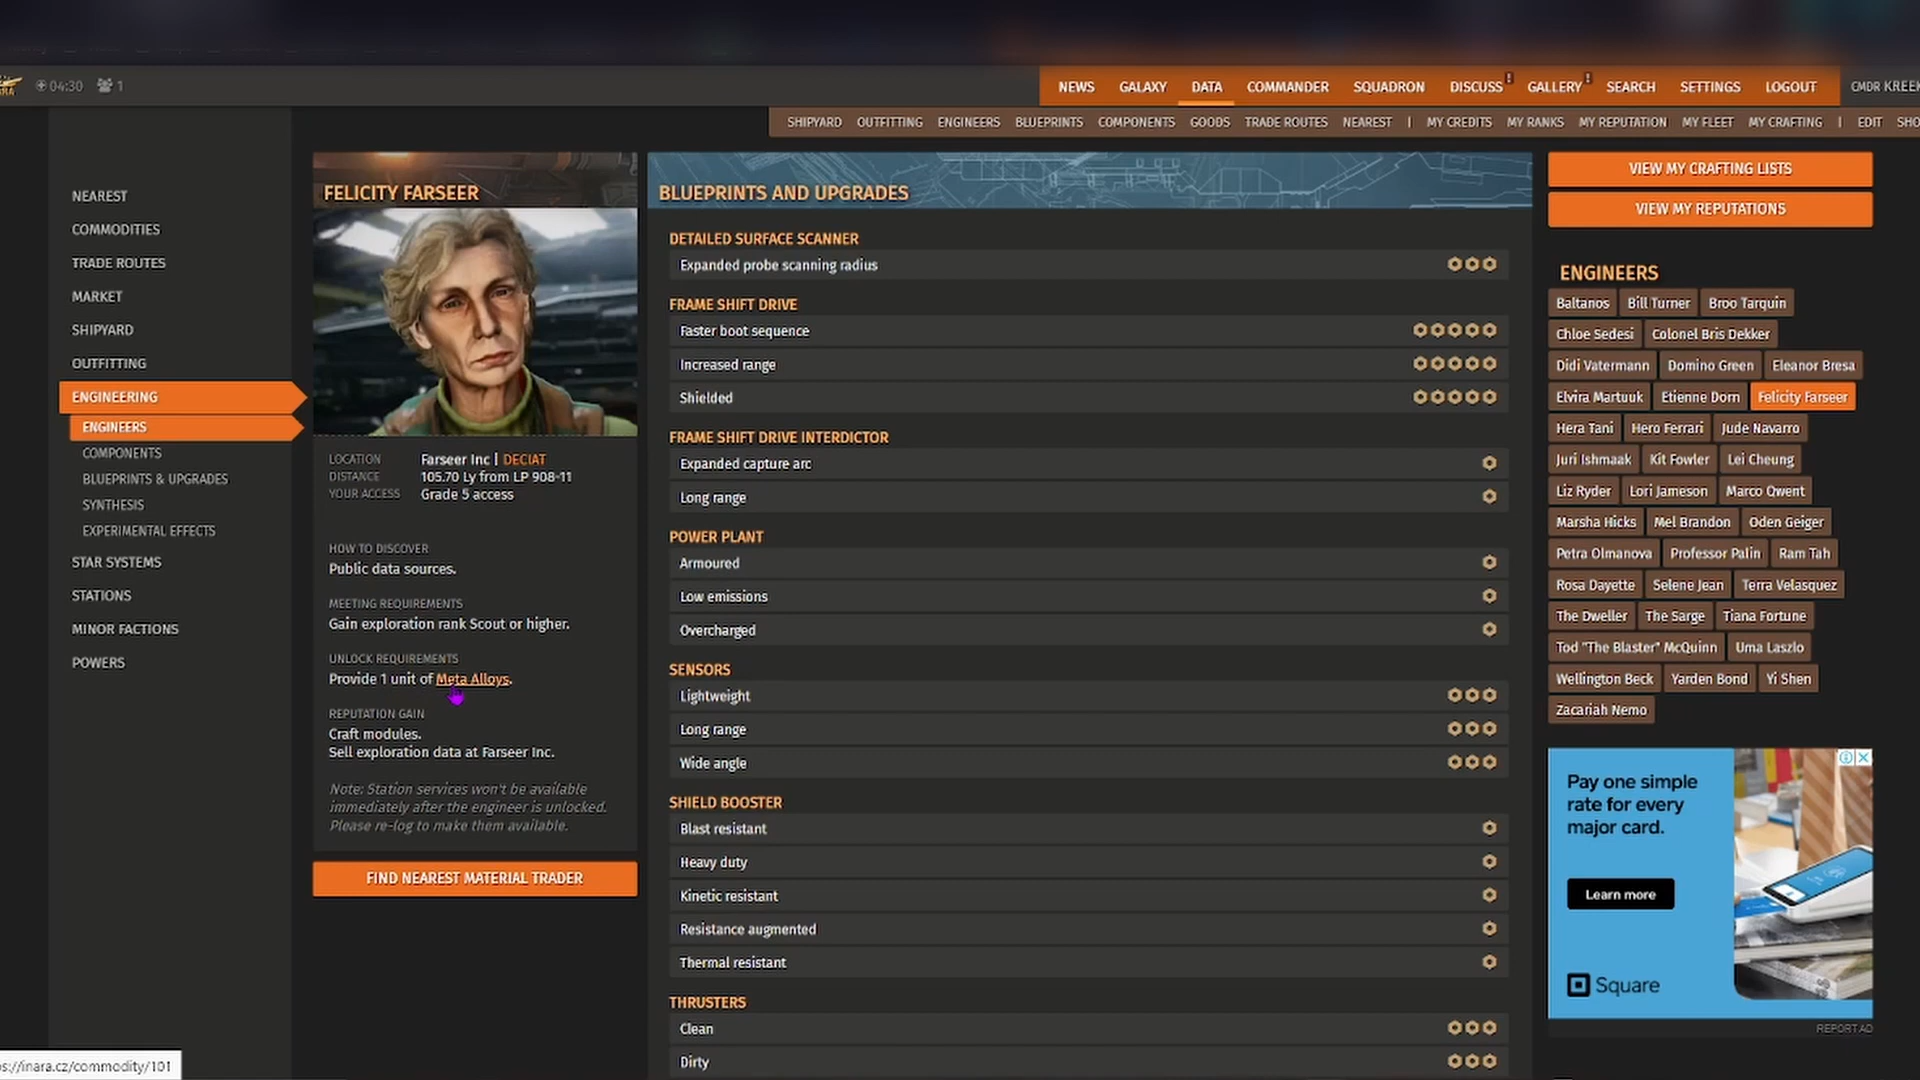 04:30 1
NEWS GALAXY DATA COMMANDER SQUADRON DISCUSS GALLERY SEARCH SETTINGS LOGOUT CMDR
SHIPYARD OUTFITTING ENGINEERS BLUEPRINTS COMPONENTS GOODS TRADE ROUTES NEAREST | MY CREDITS MY RANKS MY REPUTATION MY FLEET MY CRAFTING | EDIT
NEAREST
COMMODITIES
TRADE ROUTES
MARKET
SHIPYARD
OUTFITTING
ENGINEERING
ENGINEERS
COMPONENTS
BLUEPRINTS & UPGRADES
SYNTHESIS
EXPERIMENTAL EFFECTS
STAR SYSTEMS
STATIONS
MINOR FACTIONS
POWERS
FELICITY FARSEER
LOCATION Farseer Inc | DECIAT
DISTANCE 105.70 Ly from LP 908-11
YOUR ACCESS Grade 5 access
HOW TO DISCOVER
Public data sources.
MEETING REQUIREMENTS
Gain exploration rank Scout or higher.
UNLOCK REQUIREMENTS
Provide 1 unit of Meta Alloys.
REPUTATION GAIN
Craft modules.
Sell exploration data at Farseer Inc.
Note: Station services won't be available
immediately after the engineer is unlocked.
Please re-log to make them available.
FIND NEAREST MATERIAL TRADER
BLUEPRINTS AND UPGRADES
DETAILED SURFACE SCANNER
Expanded probe scanning radius
FRAME SHIFT DRIVE
Faster boot sequence
Increased range
Shielded
FRAME SHIFT DRIVE INTERDICTOR
Expanded capture arc
Long range
POWER PLANT
Armoured
Low emissions
Overcharged
SENSORS
Lightweight
Long range
Wide angle
SHIELD BOOSTER
Blast resistant
Heavy duty
Kinetic resistant
Resistance augmented
Thermal resistant
THRUSTERS
Clean
Dirty
VIEW MY CRAFTING LISTS
VIEW MY REPUTATIONS
ENGINEERS
Baltanos Bill Turner Broo Tarquin
Chloe Sedesi Colonel Bris Dekker
Didi Vatermann Domino Green Eleanor Bresa
Elvira Martuuk Etienne Dorn Felicity Farseer
Hera Tani Hero Ferrari Jude Navarro
Juri Ishmaak Kit Fowler Lei Cheung
Liz Ryder Lori Jameson Marco Qwent
Marsha Hicks Mel Brandon Oden Geiger
Petra Olmanova Professor Palin Ram Tah
Rosa Dayette Selene Jean Terra Velasquez
The Dweller The Sarge Tiana Fortune
Tod "The Blaster" McQuinn Uma Laszlo
Wellington Beck Yarden Bond Yi Shen
Zacariah Nemo
Pay one simple
rate for every
major card.
Learn more
Square
REPORT AD
s://inara.cz/commodity/101